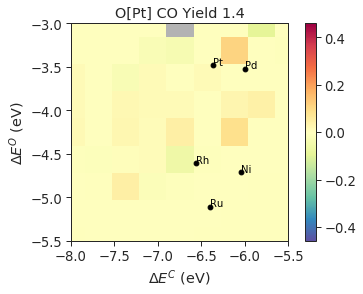 O[Pt] CO Yield 1.4
−3.0
−3.5
−4.0
−4.5
−5.0
−5.5
ΔE^O (eV)
Pt
Pd
Rh
Ni
Ru
−8.0 −7.5 −7.0 −6.5 −6.0 −5.5
ΔE^C (eV)
0.4
0.2
0.0
−0.2
−0.4